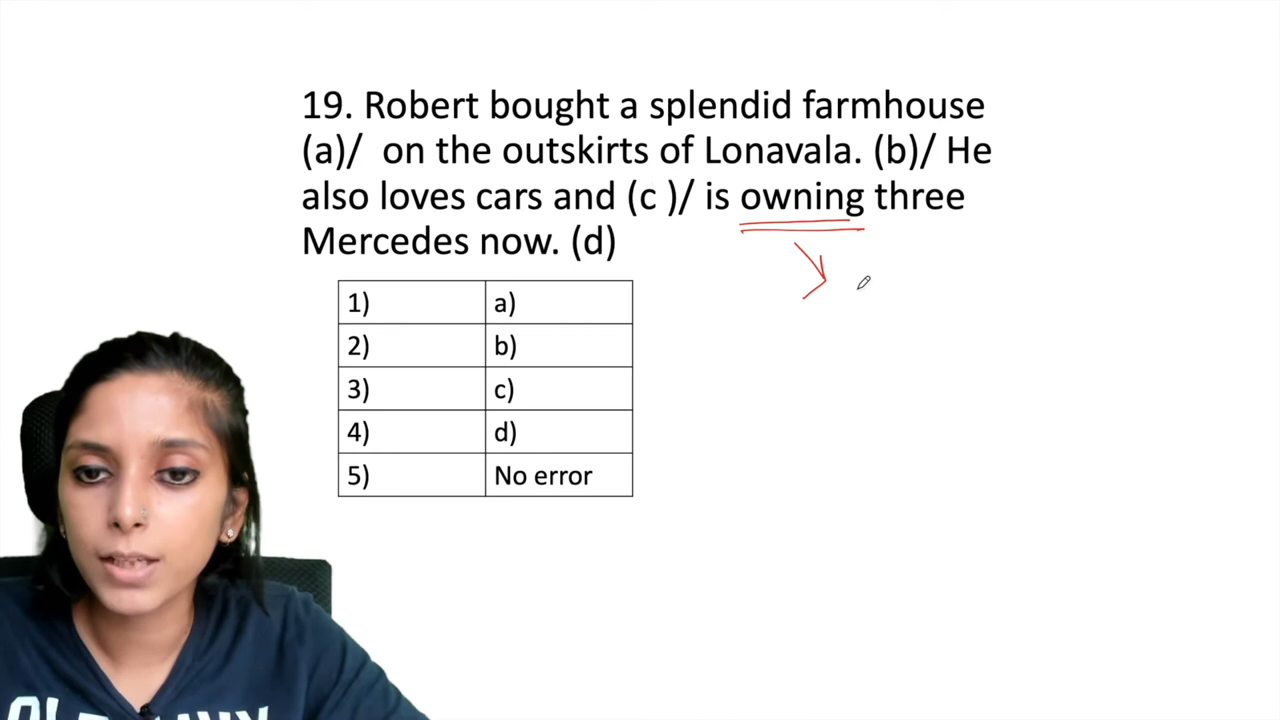 19. Robert bought a splendid farmhouse
(a)/ on the outskirts of Lonavala. (b)/ He
also loves cars and (c )/ is owning three
Mercedes now. (d)
1) a)
2) b)
3) c)
4) d)
5) No error